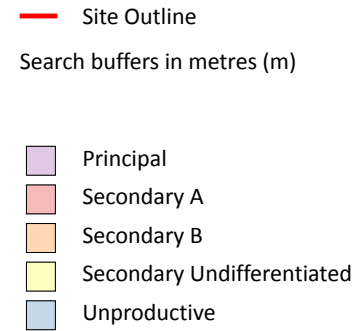 Site Outline
Search buffers in metres (m)
Principal
Secondary A
Secondary B
Secondary Undifferentiated
Unproductive